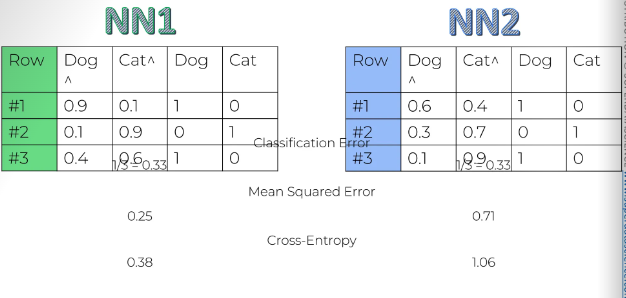 NN1 NN2
Row Dog ^ Cat^ Dog Cat
#1 0.9 0.1 1 0
#2 0.1 0.9 0 1
#3 0.4 0.6 1 0
Row Dog ^ Cat^ Dog Cat
#1 0.6 0.4 1 0
#2 0.3 0.7 0 1
#3 0.1 0.9 1 0
Classification Error
1/3 = 0.33 1/3 = 0.33
Mean Squared Error
0.25 0.71
Cross-Entropy
0.38 1.06